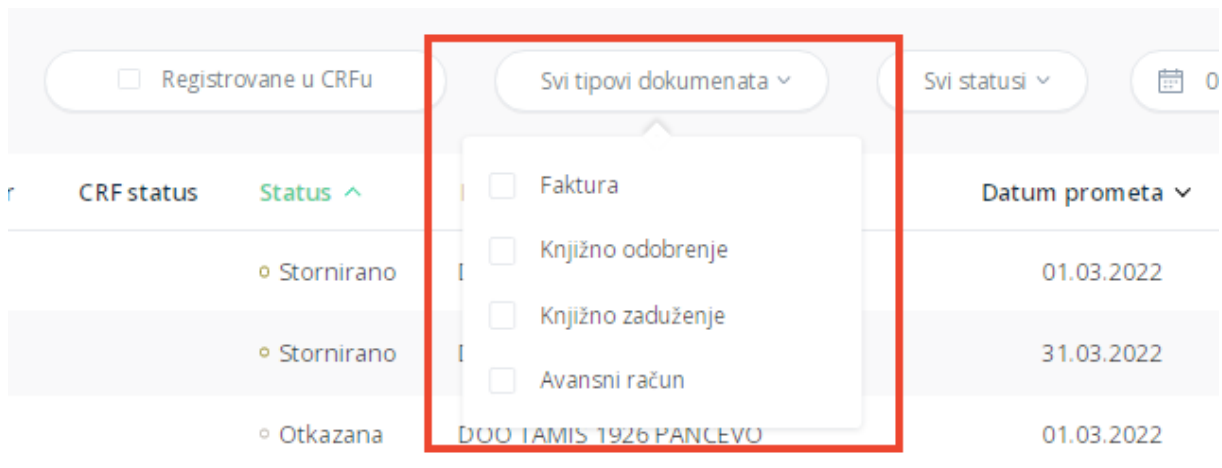 Registrovane u CRFu
Svi tipovi dokumenata
Svi statusi
0
r
CRF status
Status
Datum prometa
Faktura
Knjižno odobrenje
Knjižno zaduženje
Avansni račun
Stornirano
01.03.2022
Stornirano
31.03.2022
Otkazana
DOO TAMIS 1926 PANCEVO
01.03.2022